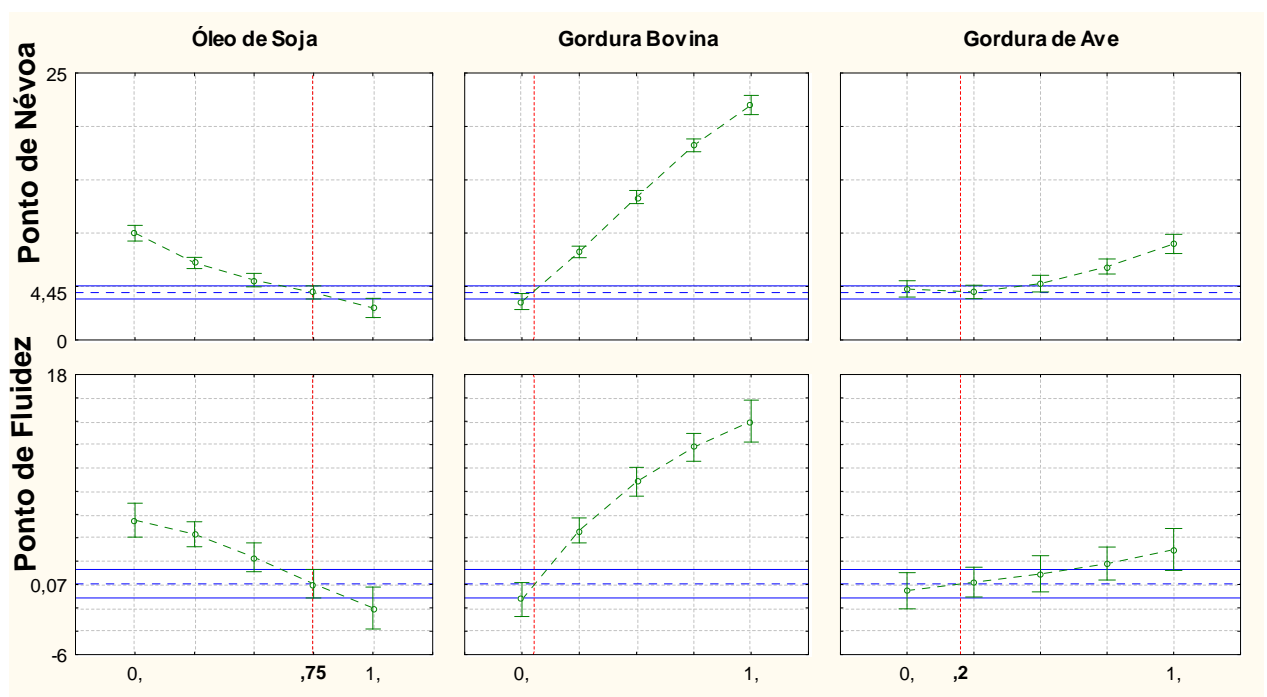 Óleo de Soja
Gordura Bovina
Gordura de Ave
Ponto de Névoa
25
4,45
0
Ponto de Fluidez
18
0,07
-6
0,
,75
1,
0,
1,
0,
,2
1,